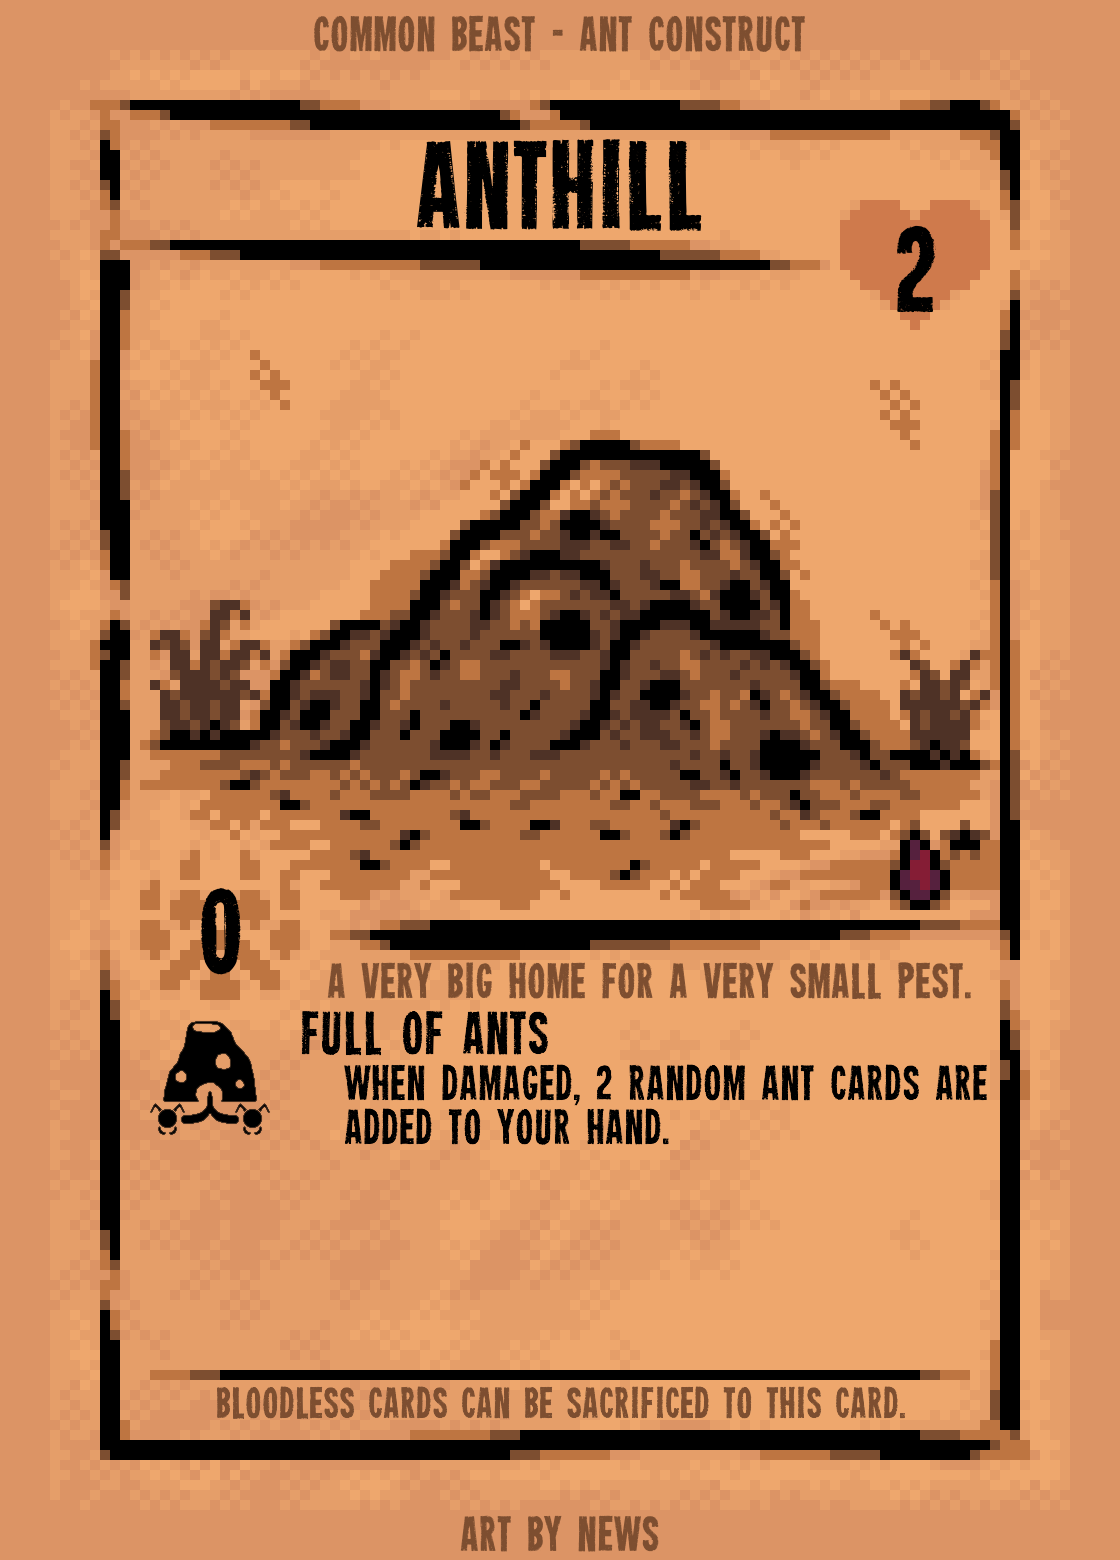 COMMON BEAST - ANT CONSTRUCT
ANTHILL
2
0
A VERY BIG HOME FOR A VERY SMALL PEST.
FULL OF ANTS
WHEN DAMAGED, 2 RANDOM ANT CARDS ARE
ADDED TO YOUR HAND.
BLOODLESS CARDS CAN BE SACRIFICED TO THIS CARD.
ART BY NEWS